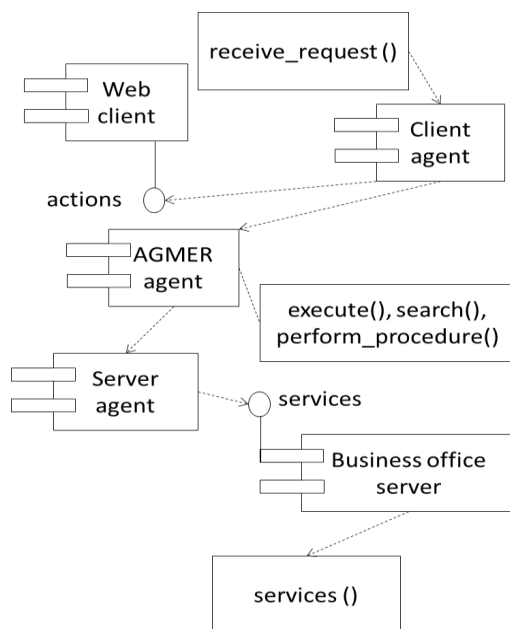 receive_request ()
Web
client
Client
agent
actions
AGMER
agent
execute(), search(),
perform_procedure()
Server
agent
services
Business office
server
services ()